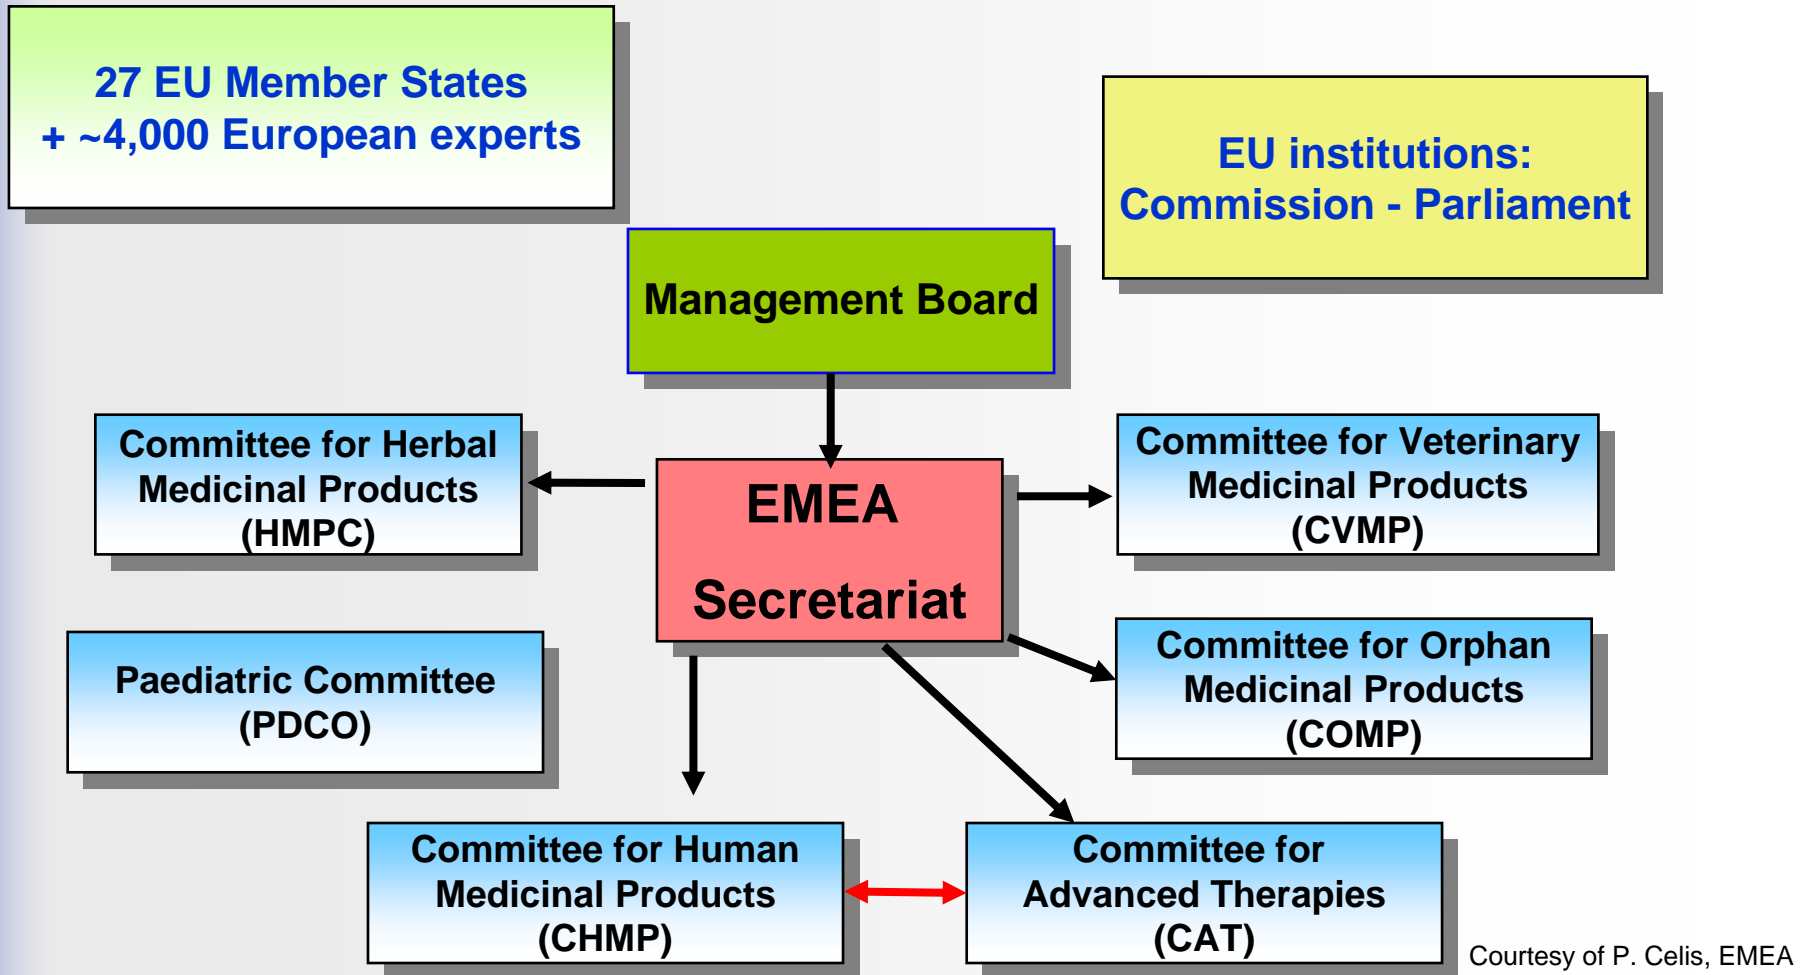 27 EU Member States
+ ~4,000 European experts
EU institutions:
Commission - Parliament
Management Board
Committee for Herbal
Medicinal Products
(HMPC)
EMEA
Secretariat
Committee for Veterinary
Medicinal Products
(CVMP)
Paediatric Committee
(PDCO)
Committee for Orphan
Medicinal Products
(COMP)
Committee for Human
Medicinal Products
(CHMP)
Committee for
Advanced Therapies
(CAT)
Courtesy of P. Celis, EMEA